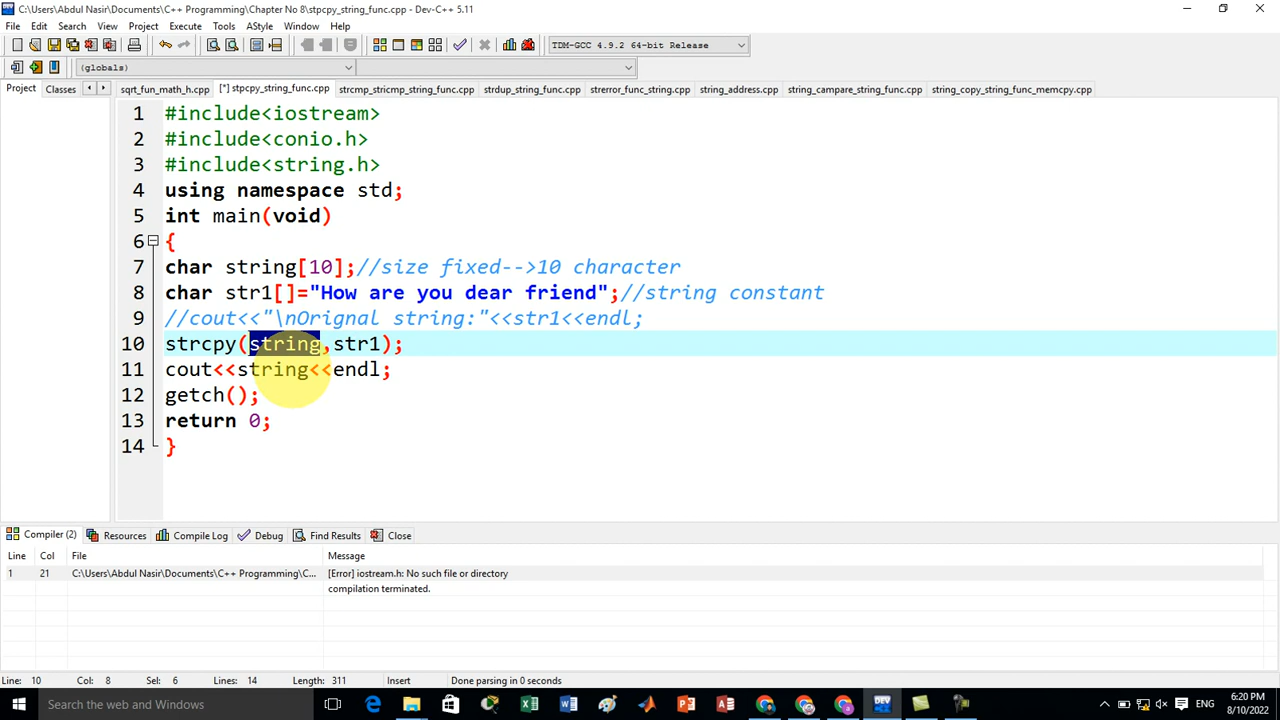 C:\Users\Abdul Nasir\Documents\C++ Programming\Chapter No 8\stpcpy_string_func.cpp - Dev-C++ 5.11
File Edit Search View Project Execute Tools AStyle Window Help
TDM-GCC 4.9.2 64-bit Release
(globals)
Project Classes sqrt_fun_math_h.cpp [*] stpcpy_string_func.cpp strcmp_stricmp_string_func.cpp strdup_string_func.cpp strerror_func_string.cpp string_address.cpp string_campare_string_func.cpp string_copy_string_func_memcpy.cpp
1 #include<iostream>
2 #include<conio.h>
3 #include<string.h>
4 using namespace std;
5 int main(void)
6 {
7 char string[10];//size fixed-->10 character
8 char str1[]="How are you dear friend";//string constant
9 //cout<<"\nOrignal string:"<<str1<<endl;
10 strcpy(string,str1);
11 cout<<string<<endl;
12 getch();
13 return 0;
14 }
Compiler (2) Resources Compile Log Debug Find Results Close
Line Col File Message
1 21 C:\Users\Abdul Nasir\Documents\C++ Programming\C... [Error] iostream.h: No such file or directory
compilation terminated.
Line: 10 Col: 8 Sel: 6 Lines: 14 Length: 311 Insert Done parsing in 0 seconds
Search the web and Windows
ENG
6:20 PM
8/10/2022